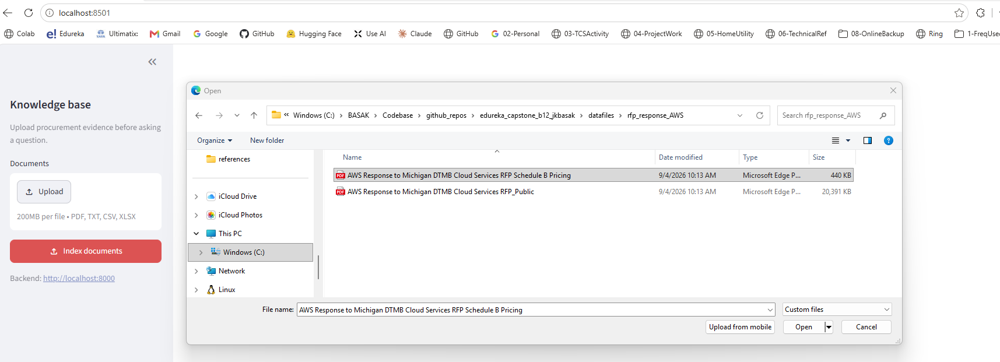 localhost:8501
Colab e! Edureka TATA Ultimatix: Gmail Google GitHub Hugging Face Use AI Claude GitHub 02-Personal 03-TCSActivity 04-ProjectWork 05-HomeUtility 06-TechnicalRef 08-OnlineBackup Ring 1-FreqUse
Knowledge base
Upload procurement evidence before asking
a question.
Documents
Upload
200MB per file • PDF, TXT, CSV, XLSX
Index documents
Backend: http://localhost:8000
Open
« Windows (C:) › BASAK › Codebase › github_repos › edureka_capstone_b12_jkbasak › datafiles › rfp_response_AWS
Search rfp_response_AWS
Organize New folder
?
references
iCloud Drive
iCloud Photos
This PC
Windows (C:)
Network
Linux
Name Date modified Type Size
PDF AWS Response to Michigan DTMB Cloud Services RFP Schedule B Pricing 9/4/2026 10:13 AM Microsoft Edge P... 440 KB
PDF AWS Response to Michigan DTMB Cloud Services RFP_Public 9/4/2026 10:13 AM Microsoft Edge P... 20,391 KB
File name: AWS Response to Michigan DTMB Cloud Services RFP Schedule B Pricing Custom files
Upload from mobile Open Cancel